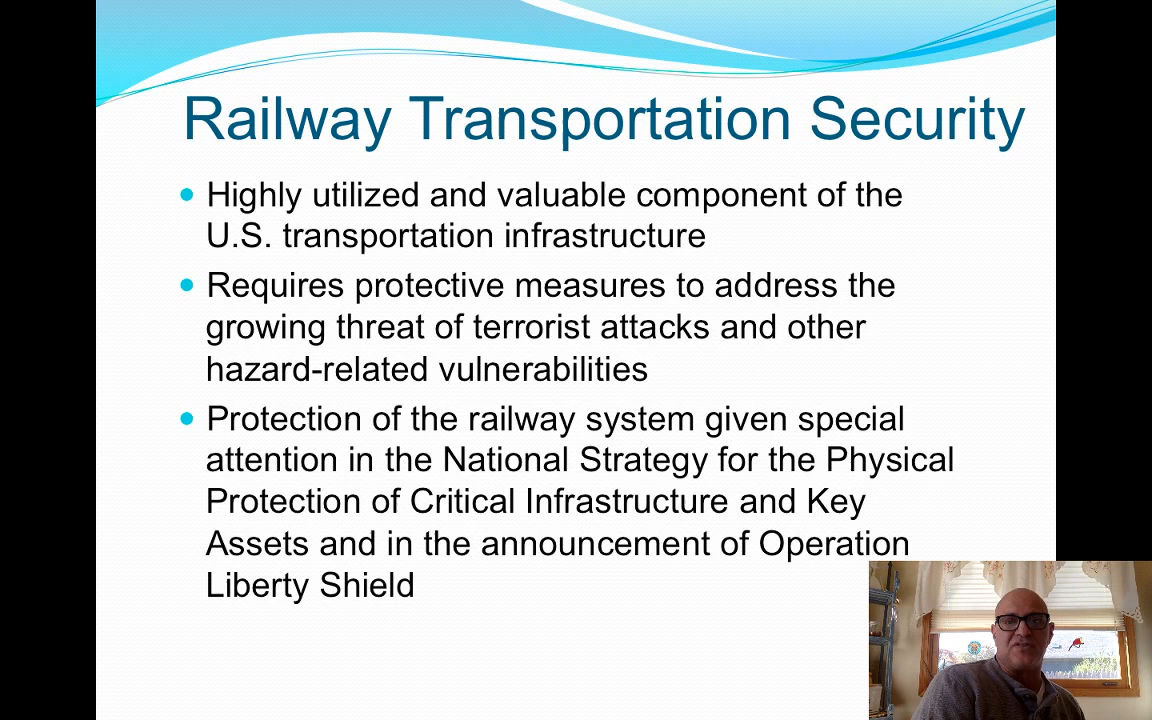 Railway Transportation Security
Highly utilized and valuable component of the
U.S. transportation infrastructure
Requires protective measures to address the
growing threat of terrorist attacks and other
hazard-related vulnerabilities
Protection of the railway system given special
attention in the National Strategy for the Physical
Protection of Critical Infrastructure and Key
Assets and in the announcement of Operation
Liberty Shield